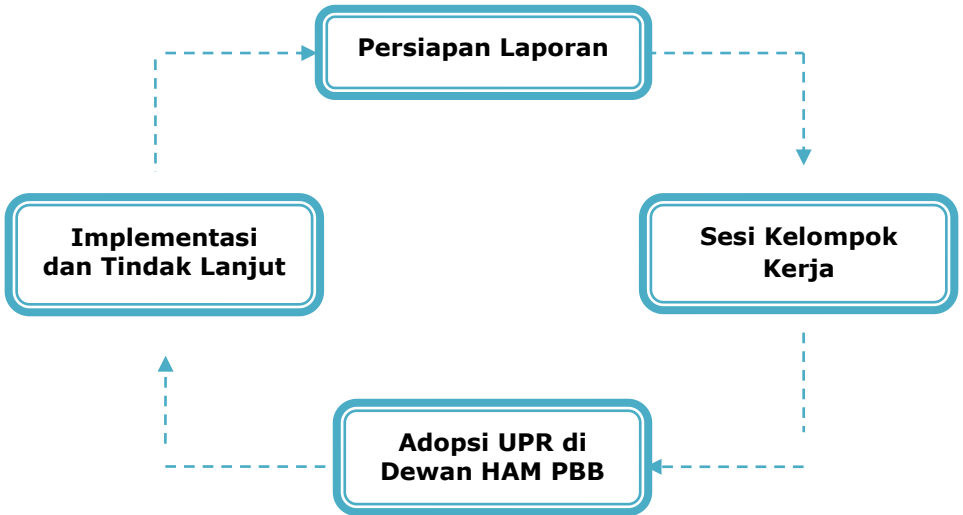 Persiapan Laporan
Sesi Kelompok
Kerja
Adopsi UPR di
Dewan HAM PBB
Implementasi
dan Tindak Lanjut